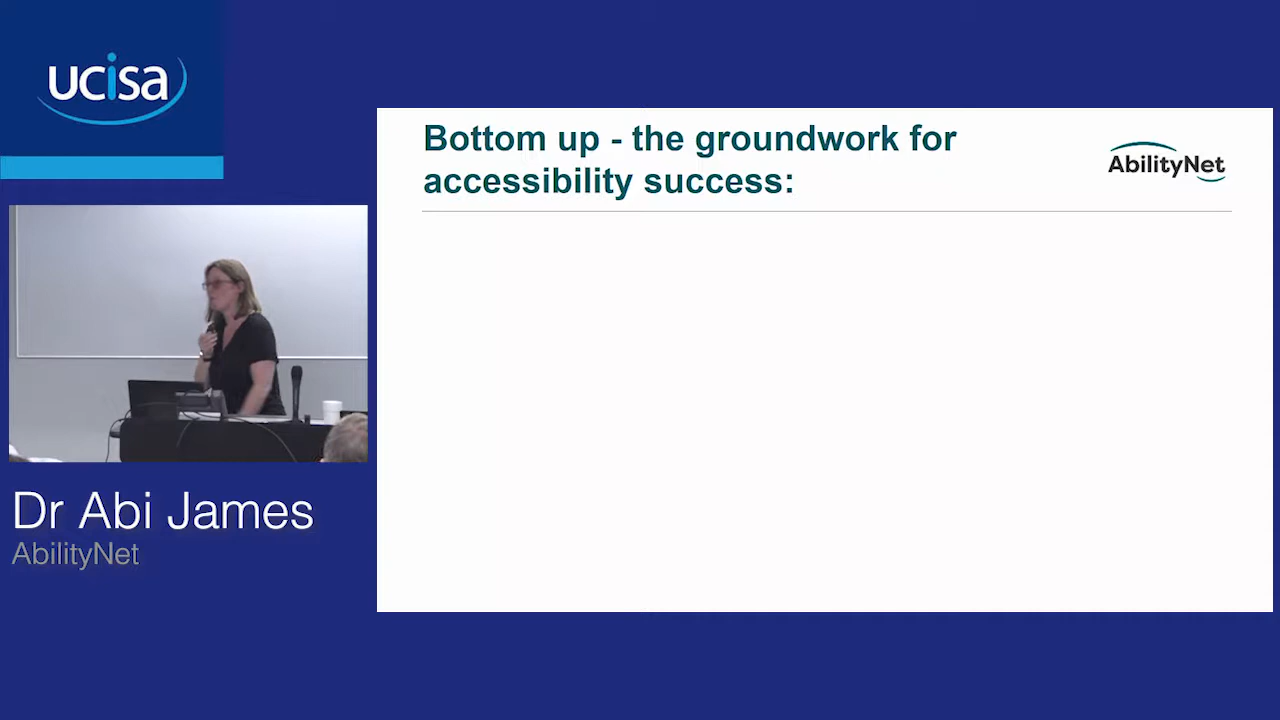 ucisa
Bottom up - the groundwork for
accessibility success:
AbilityNet
Dr Abi James
AbilityNet